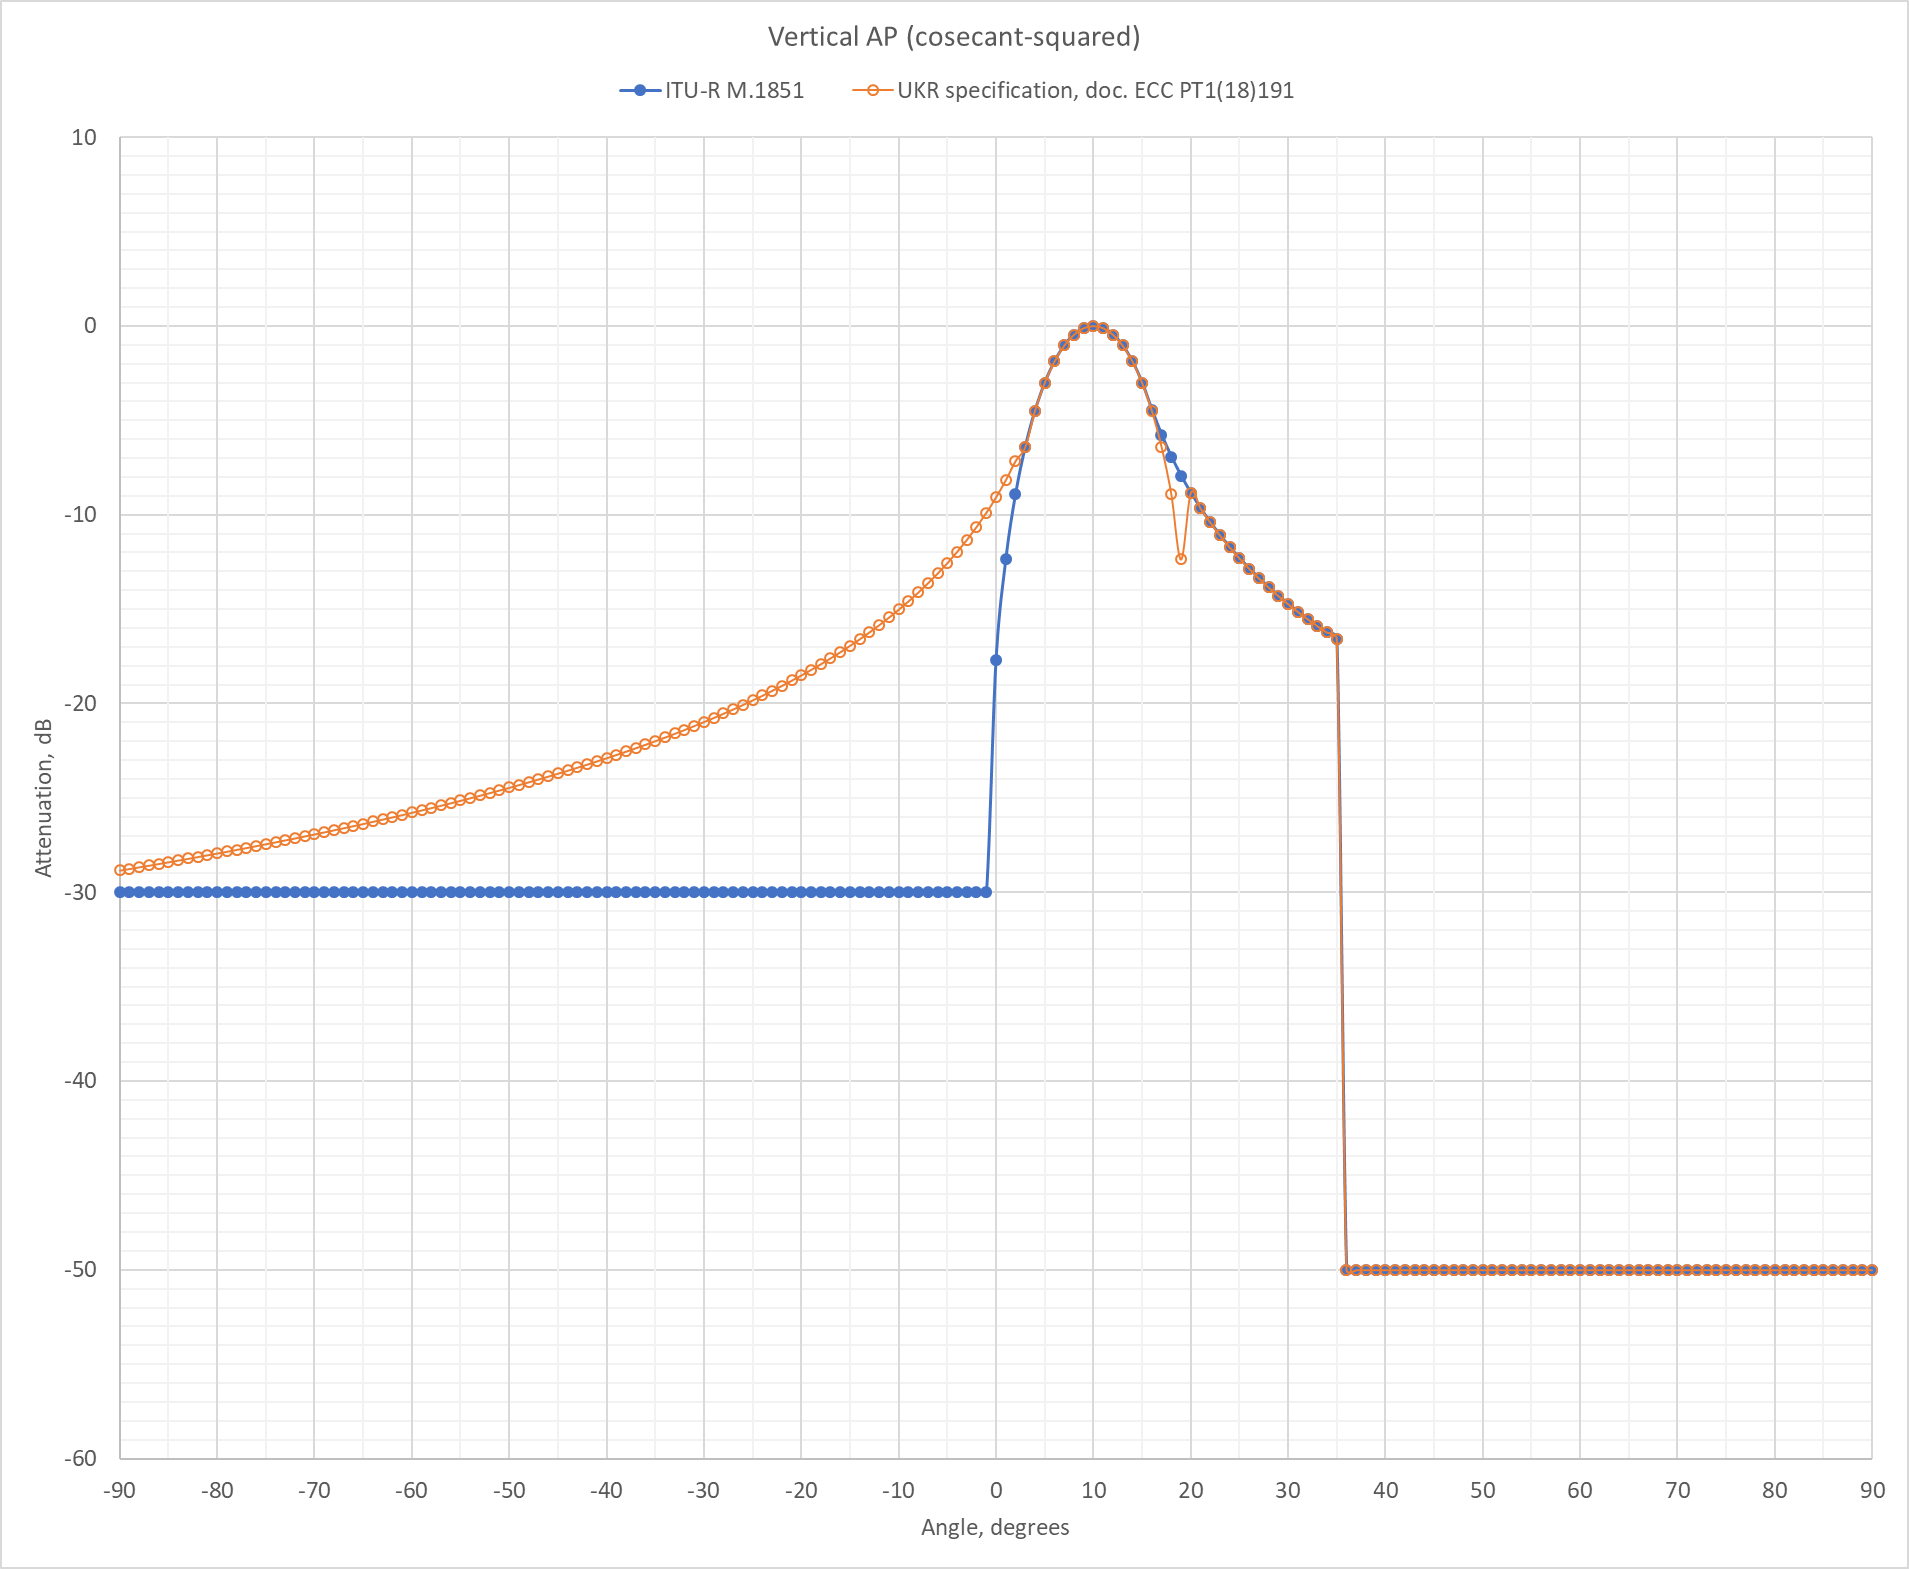 Vertical AP (cosecant-squared)
ITU-R M.1851 UKR specification, doc. ECC PT1(18)191
10
0
-10
-20
-30
-40
-50
-60
Attenuation, dB
-90 -80 -70 -60 -50 -40 -30 -20 -10 0 10 20 30 40 50 60 70 80 90
Angle, degrees